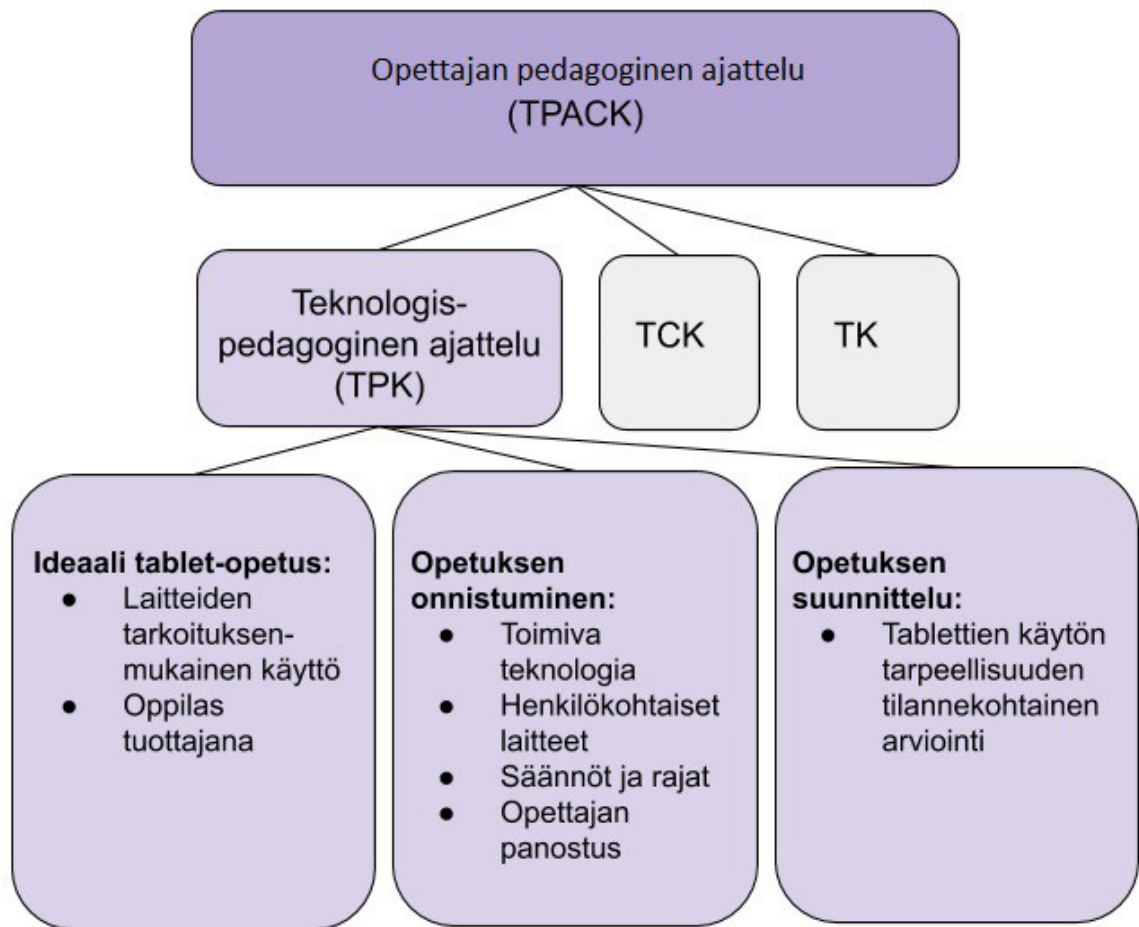 Opettajan pedagoginen ajattelu
(TPACK)
Teknologis-
pedagoginen ajattelu
(TPK)
TCK
TK
Ideaali tablet-opetus:
● Laitteiden
tarkoituksen-
mukainen käyttö
● Oppilas
tuottajana
Opetuksen
onnistuminen:
● Toimiva
teknologia
● Henkilökohtaiset
laitteet
● Säännöt ja rajat
● Opettajan
panostus
Opetuksen
suunnittelu:
● Tablettien käytön
tarpeellisuuden
tilannekohtainen
arviointi